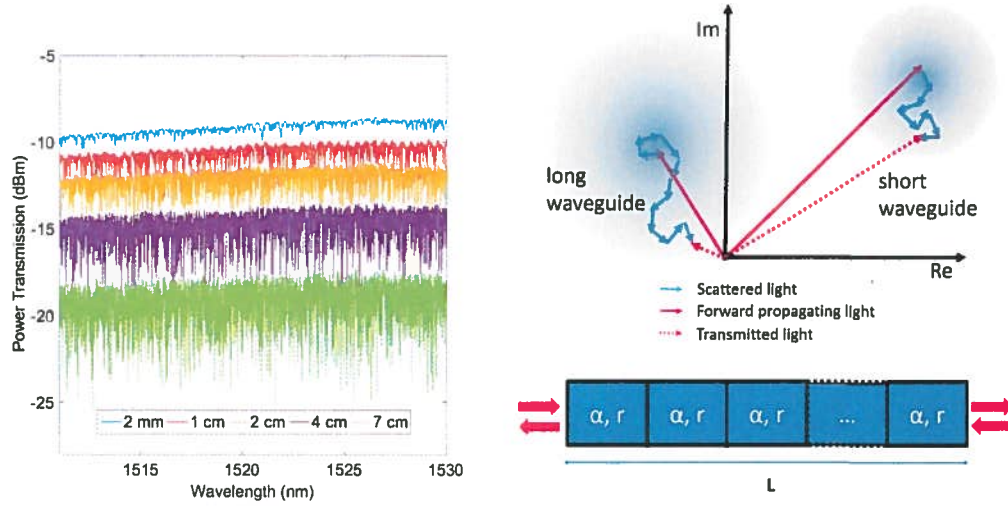 -5
-10
-15
-20
-25
Power Transmission (dBm)
2 mm 1 cm 2 cm 4 cm 7 cm
1515 1520 1525 1530
Wavelength (nm)
Im
long
waveguide
short
waveguide
Re
Scattered light
Forward propagating light
Transmitted light
α, r α, r α, r ... α, r
L